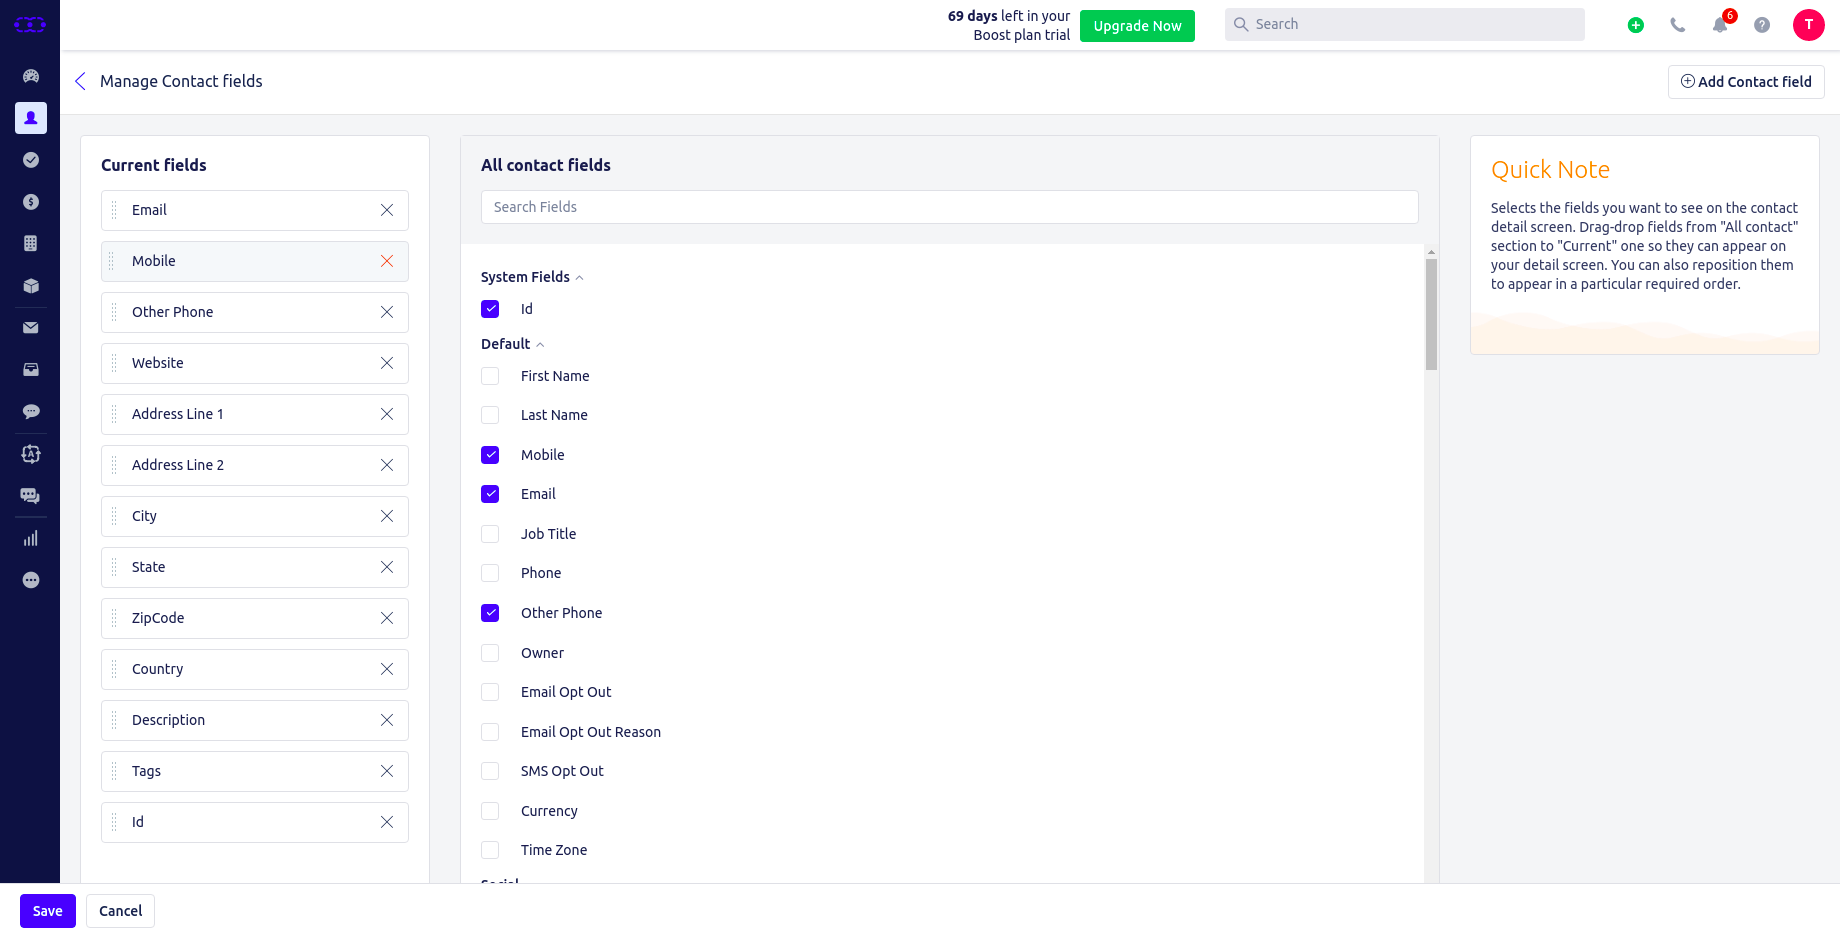 69 days left in your
Boost plan trial
Upgrade Now
Search
6
T
Manage Contact fields
Add Contact field
Current fields
Email
Mobile
Other Phone
Website
Address Line 1
Address Line 2
City
State
ZipCode
Country
Description
Tags
Id
All contact fields
Search Fields
System Fields
Id
Default
First Name
Last Name
Mobile
Email
Job Title
Phone
Other Phone
Owner
Email Opt Out
Email Opt Out Reason
SMS Opt Out
Currency
Time Zone
Social
Quick Note
Selects the fields you want to see on the contact
detail screen. Drag-drop fields from "All contact"
section to "Current" one so they can appear on
your detail screen. You can also reposition them
to appear in a particular required order.
Save
Cancel